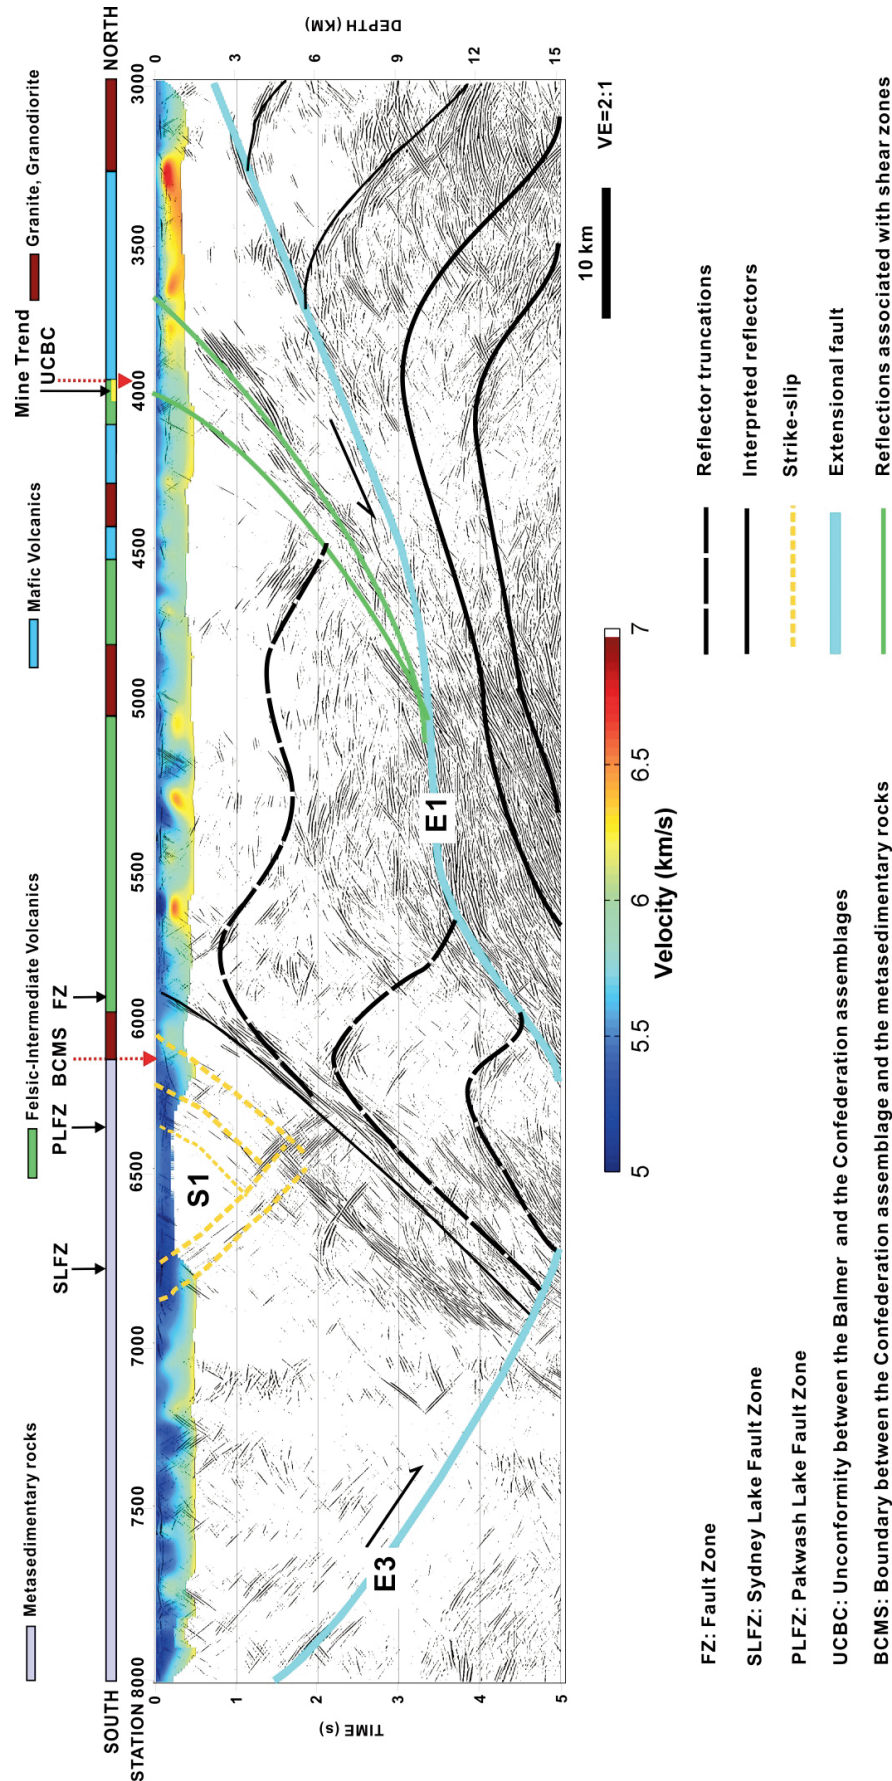 Metasedimentary rocks
Felsic-Intermediate Volcanics
Mafic Volcanics
Granite, Granodiorite
Mine Trend
UCBC
SLFZ
PLFZ
BCMS
FZ
SOUTH
NORTH
STATION 8000 7500 7000 6500 6000 5500 5000 4500 4000 3500 3000
TIME (s)
0
1
2
3
4
5
DEPTH (KM)
0
3
6
9
12
15
S1
E3
E1
Velocity (km/s)
5 5.5 6 6.5 7
10 km
VE=2:1
FZ: Fault Zone
SLFZ: Sydney Lake Fault Zone
PLFZ: Pakwash Lake Fault Zone
UCBC: Unconformity between the Balmer and the Confederation assemblages
BCMS: Boundary between the Confederation assemblage and the metasedimentary rocks
Reflector truncations
Interpreted reflectors
Strike-slip
Extensional fault
Reflections associated with shear zones